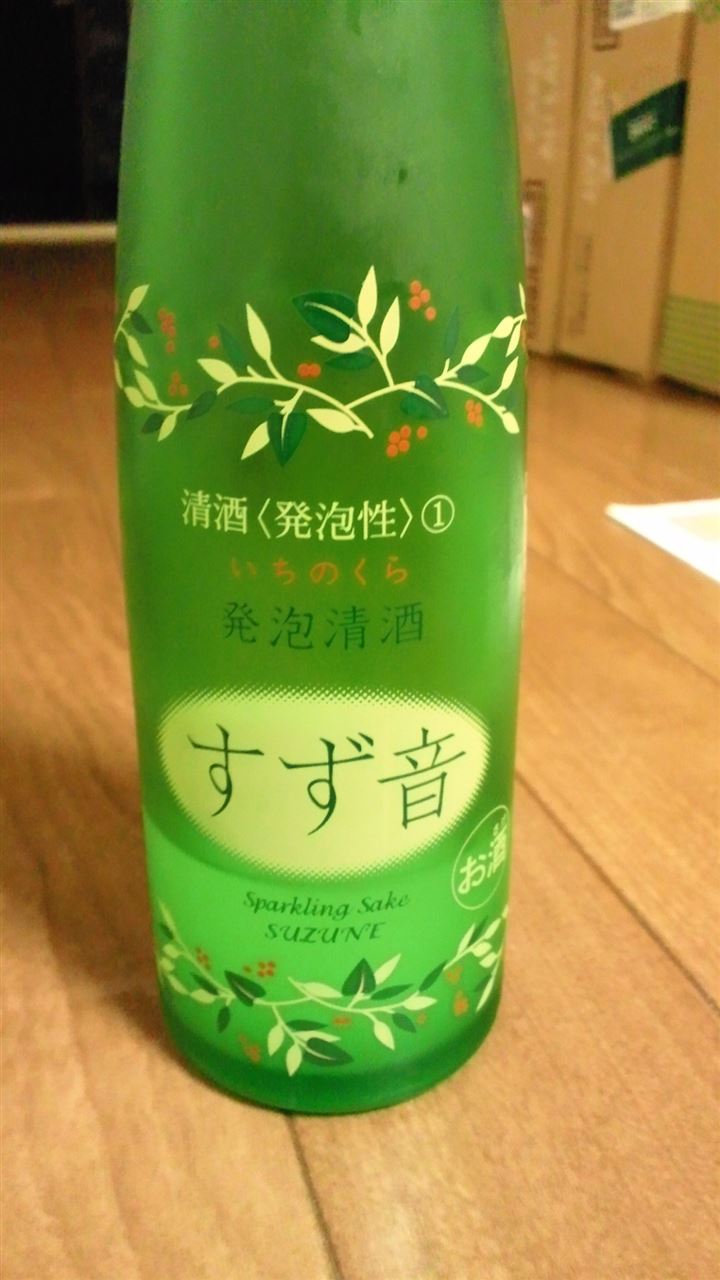 清酒〈発泡性〉①
いちのくら
発泡清酒
すず音
お酒
Sparkling Sake
SUZUNE